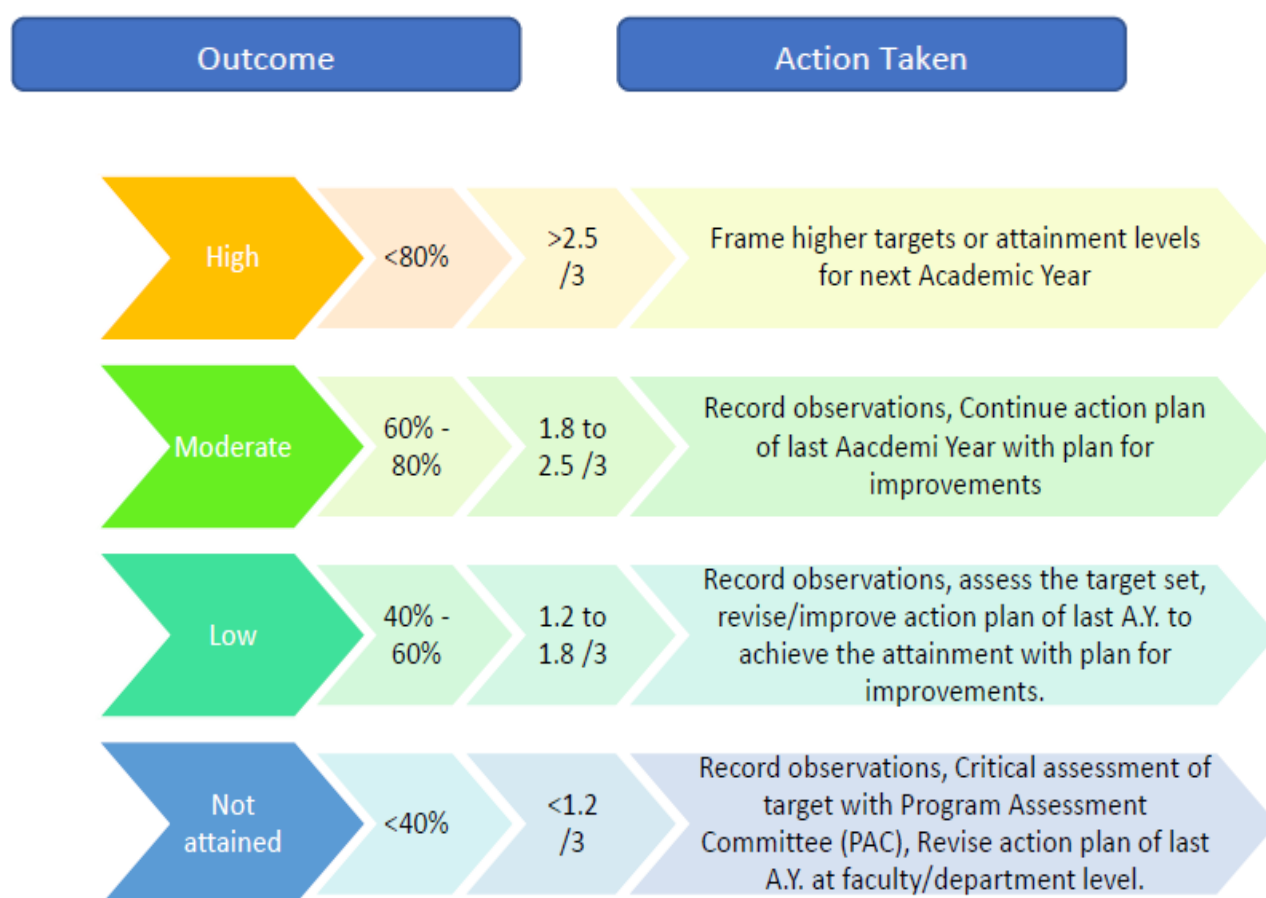 Outcome
Action Taken
High
<80%
>2.5
/3
Frame higher targets or attainment levels
for next Academic Year
Moderate
60% -
80%
1.8 to
2.5 /3
Record observations, Continue action plan
of last Aacdemi Year with plan for
improvements
Low
40% -
60%
1.2 to
1.8 /3
Record observations, assess the target set,
revise/improve action plan of last A.Y. to
achieve the attainment with plan for
improvements.
Not
attained
<40%
<1.2
/3
Record observations, Critical assessment of
target with Program Assessment
Committee (PAC), Revise action plan of last
A.Y. at faculty/department level.